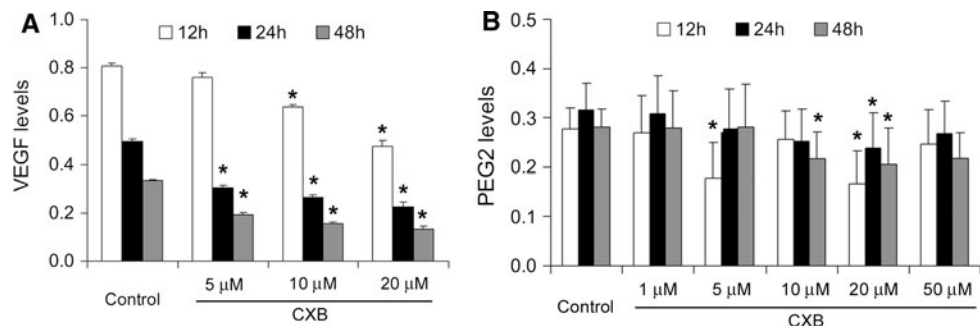 A
1.0
0.8
0.6
0.4
0.2
0.0
VEGF levels
12h 24h 48h
* * * * * * * *
Control 5 μM 10 μM 20 μM
CXB
B
0.5
0.4
0.3
0.2
0.3
0.0
PEG2 levels
12h 24h 48h
* * * * *
Control 1 μM 5 μM 10 μM 20 μM 50 μM
CXB